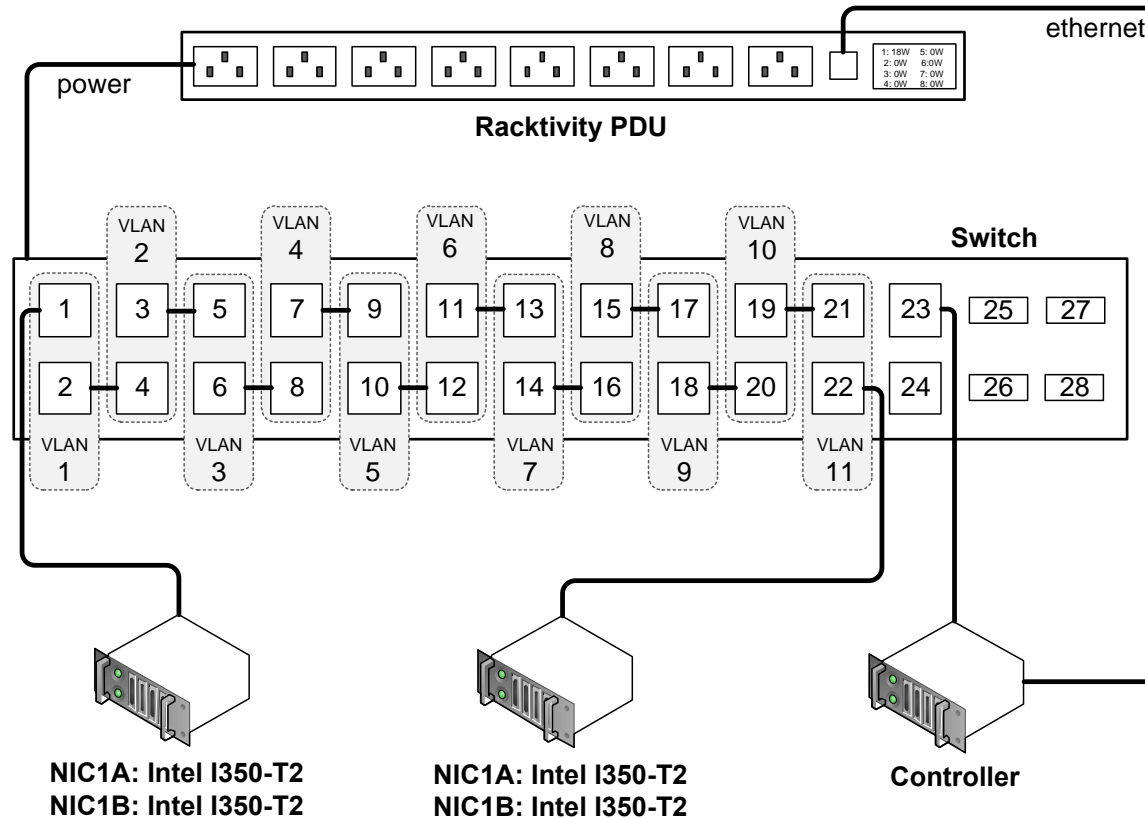 ethernet
1: 18W 5: 0W
2: 0W 6:0W
3: 0W 7: 0W
4: 0W 8: 0W
power
Racktivity PDU
VLAN 2
VLAN 4
VLAN 6
VLAN 8
VLAN 10
Switch
1 3 5 7 9 11 13 15 17 19 21 23 25 27
2 4 6 8 10 12 14 16 18 20 22 24 26 28
VLAN 1
VLAN 3
VLAN 5
VLAN 7
VLAN 9
VLAN 11
NIC1A: Intel I350-T2
NIC1B: Intel I350-T2
NIC1A: Intel I350-T2
NIC1B: Intel I350-T2
Controller